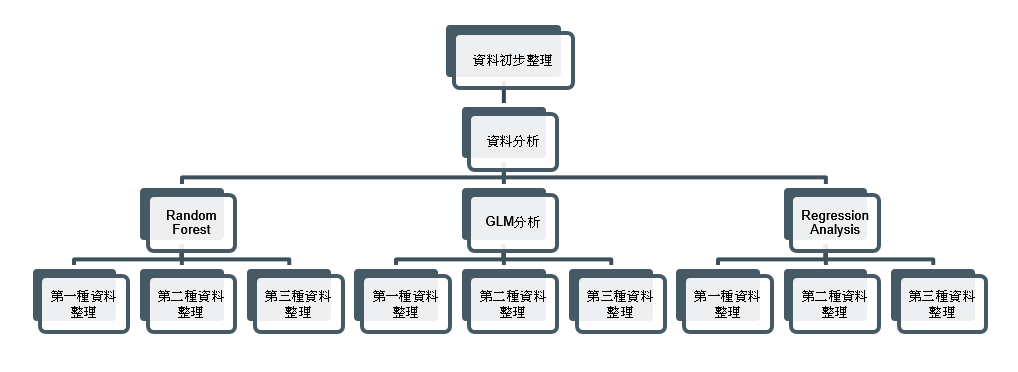 資料初步整理
資料分析
Random
Forest
GLM分析
Regression
Analysis
第一種資料
整理
第二種資料
整理
第三種資料
整理
第一種資料
整理
第二種資料
整理
第三種資料
整理
第一種資料
整理
第二種資料
整理
第三種資料
整理